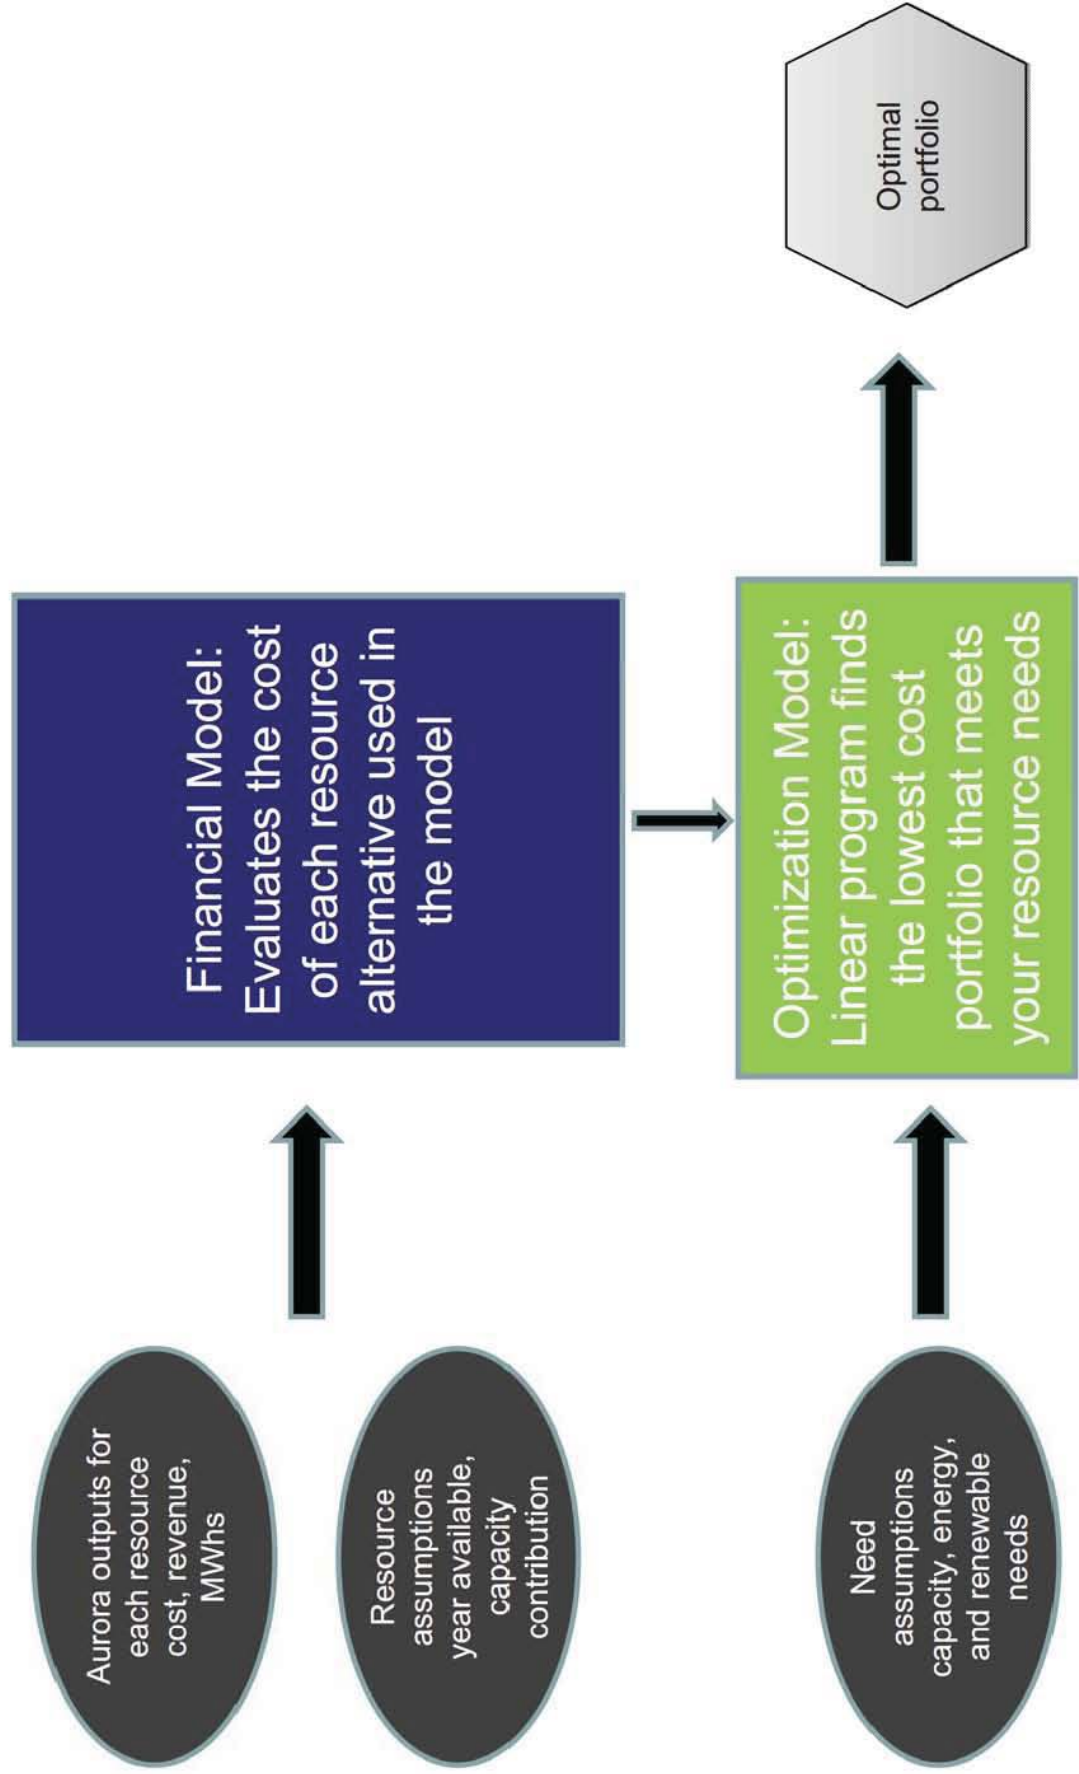 Aurora outputs for
each resource
cost, revenue,
MWhs
Resource
assumptions
year available,
capacity
contribution
Financial Model:
Evaluates the cost
of each resource
alternative used in
the model
Need
assumptions
capacity, energy,
and renewable
needs
Optimization Model:
Linear program finds
the lowest cost
portfolio that meets
your resource needs
Optimal
portfolio